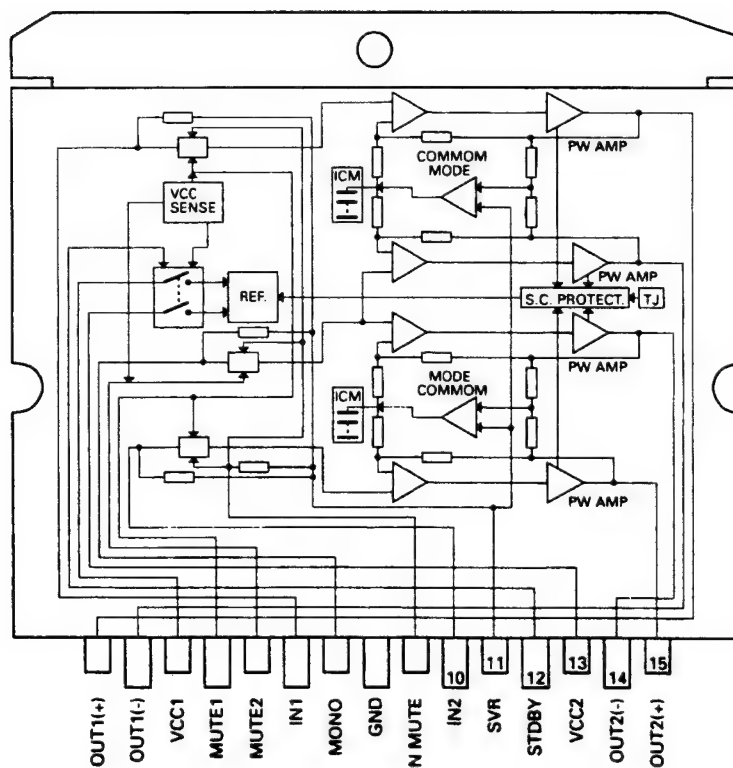 PW AMP
COMMOM
MODE
ICM
VCC
SENSE
REF.
PW AMP
S.C. PROTECT.
TJ
PW AMP
MODE
COMMOM
ICM
PW AMP
10
11
12
13
14
15
OUT1(+)
OUT1(-)
VCC1
MUTE1
MUTE2
IN1
MONO
GND
N MUTE
IN2
SVR
STDBY
VCC2
OUT2(-)
OUT2(+)